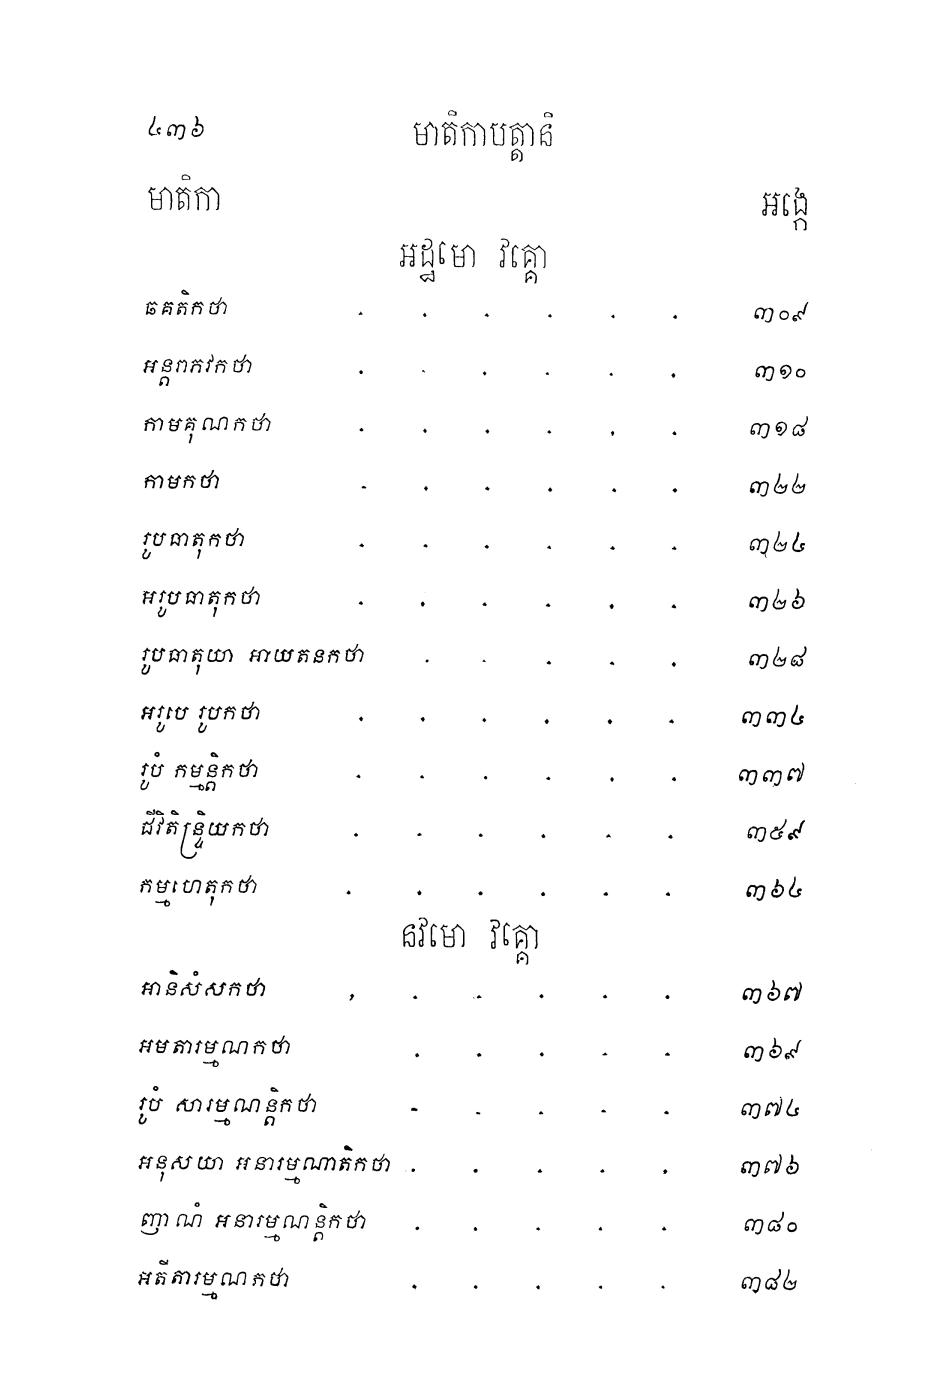 ៤៣៦ មាតិកាបត្តានិ
មាតិកា អង្កេ
អដ្ឋមោ វគ្គោ
ឆគតិកថា . . . . . . ៣០៩
អន្តរាភវកថា . . . . . . ៣១០
កាមគុណកថា . . . . . . ៣១៨
កាមកថា . . . . . . ៣២២
រូបធាតុកថា . . . . . . ៣២៤
អរូបធាតុកថា . . . . . . ៣២៦
រូបធាតុយា អាយតនកថា . . . . . ៣២៨
អរូបេ រូបកថា . . . . . . ៣៣៤
រូបំ កម្មន្តិកថា . . . . . . ៣៣៧
ជីវិតិន្ទ្រិយកថា . . . . . . ៣៥៩
កម្មហេតុកថា . . . . . . ៣៦៤
នវមោ វគ្គោ
អានិសំសកថា . . . . . . ៣៦៧
អមតារម្មណកថា . . . . . ៣៦៩
រូបំ សារម្មណន្តិកថា . . . . . ៣៧៤
អនុសយា អនារម្មណាតិកថា . . . . . ៣៧៦
ញាណំ អនារម្មណន្តិកថា . . . . . ៣៨០
អតីតារម្មណកថា . . . . . ៣៨២